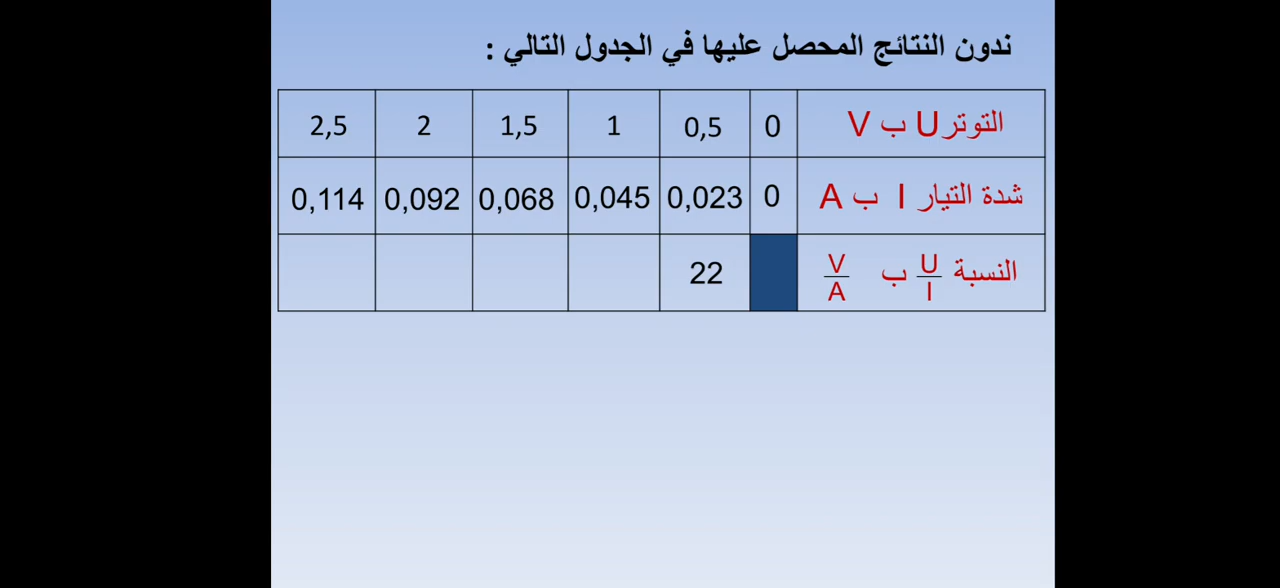 ندون النتائج المحصل عليها في الجدول التالي :
التوتر U ب V 0 0,5 1 1,5 2 2,5
شدة التيار I ب A 0 0,023 0,045 0,068 0,092 0,114
النسبة U/I ب V/A 22